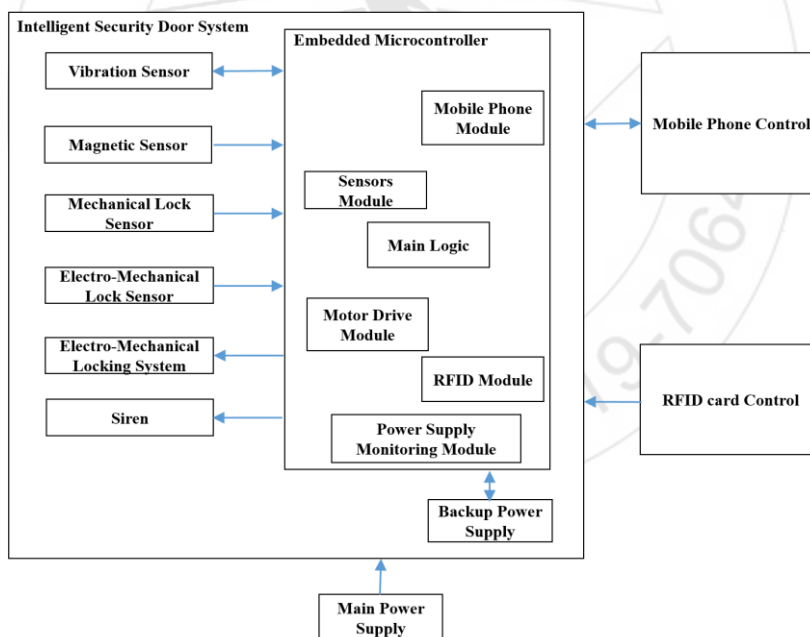 Intelligent Security Door System
Embedded Microcontroller
Vibration Sensor
Magnetic Sensor
Mechanical Lock
Sensor
Electro-Mechanical
Lock Sensor
Electro-Mechanical
Locking System
Siren
Mobile Phone
Module
Sensors
Module
Main Logic
Motor Drive
Module
RFID Module
Power Supply
Monitoring Module
Backup Power
Supply
Main Power
Supply
Mobile Phone Control
RFID card Control
79-706